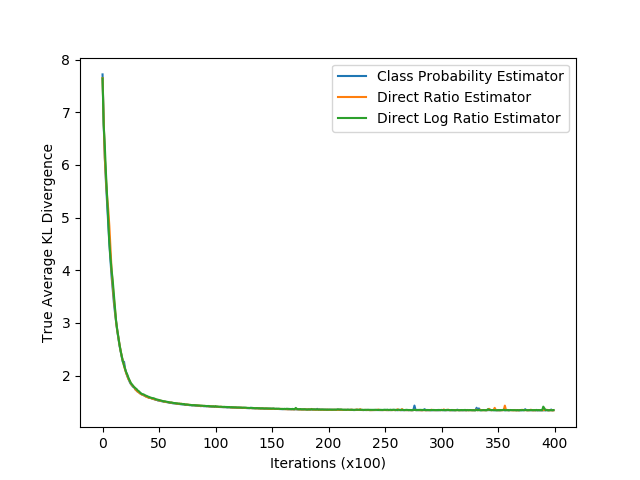 Class Probability Estimator
Direct Ratio Estimator
Direct Log Ratio Estimator
True Average KL Divergence
8
7
6
5
4
3
2
0 50 100 150 200 250 300 350 400
Iterations (x100)